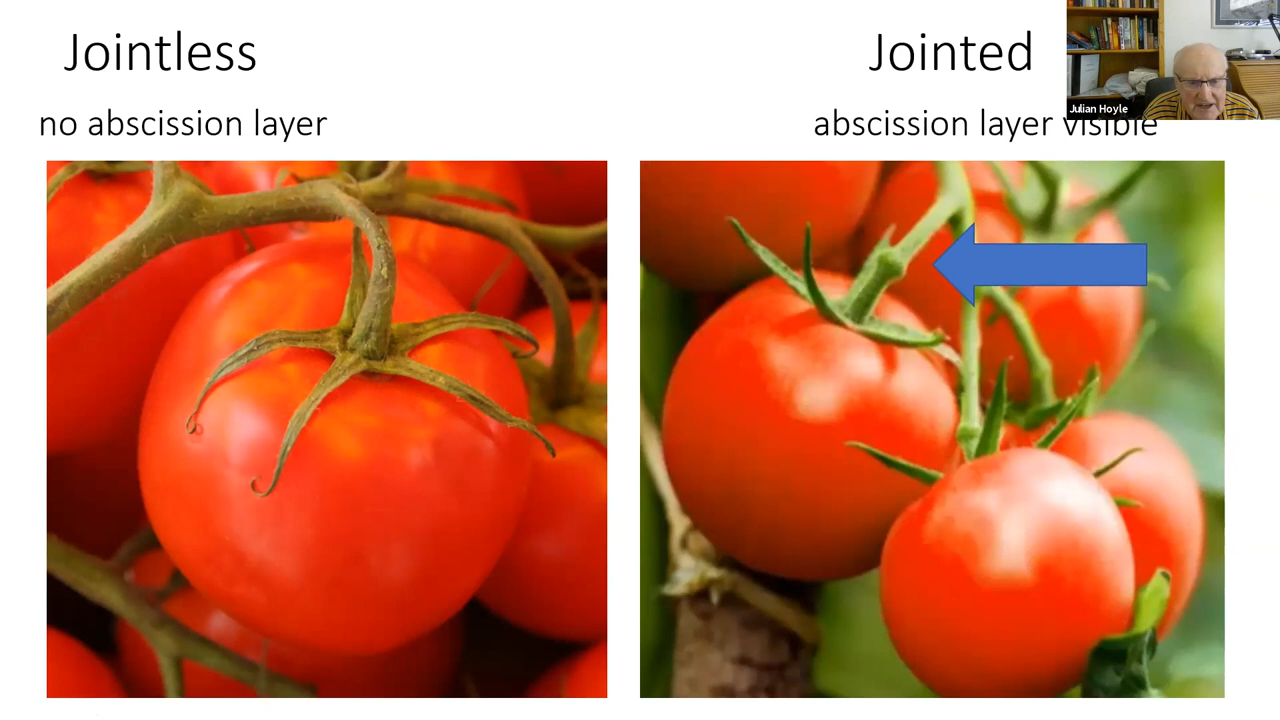 Jointless
no abscission layer
Jointed
abscission layer visible
Julian Hoyle